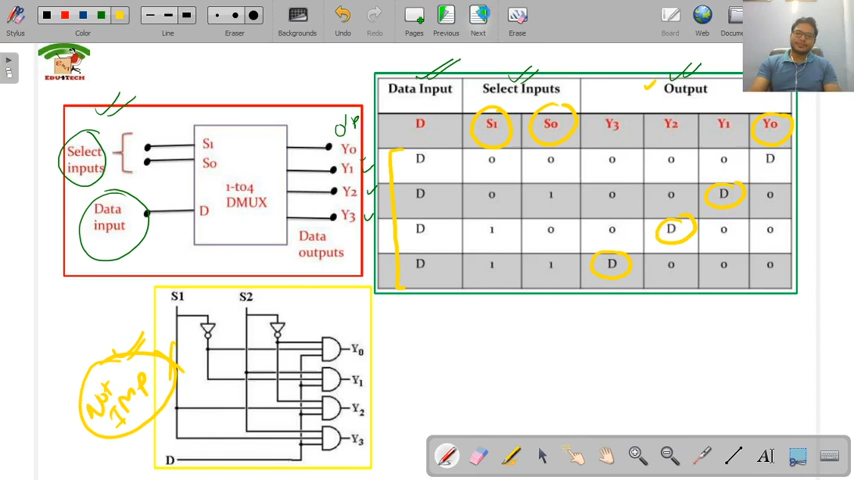 Stylus
Color
Line
Eraser
Backgrounds
Undo
Redo
Pages
Previous
Next
Erase
Board
Web
EDU4TECH
Select
inputs
S1
S0
Data
input
D
1-to4
DMUX
Y0
Y1
Y2
Y3
Data
outputs
Data Input Select Inputs Output
D S1 S0 Y3 Y2 Y1 Y0
D 0 0 0 0 0 D
D 0 1 0 0 D 0
D 1 0 0 D 0 0
D 1 1 D 0 0 0
S1 S2
Y0
Y1
Y2
Y3
D
Not
IMP